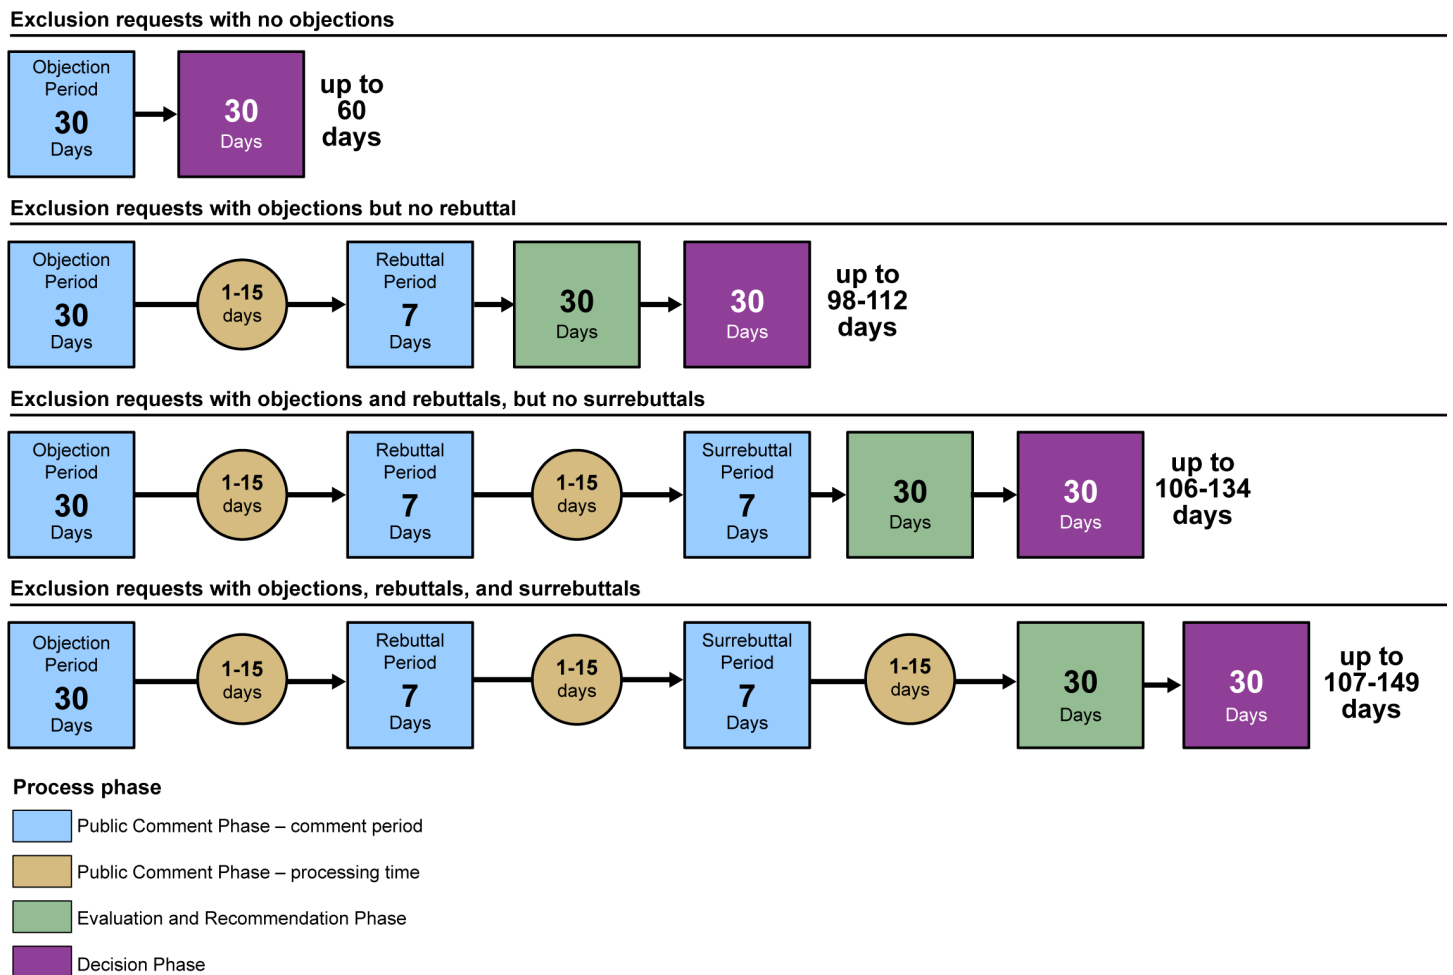 Exclusion requests with no objections
Objection
Period
30
Days
30
Days
up to
60
days
Exclusion requests with objections but no rebuttal
Objection
Period
30
Days
1-15
days
Rebuttal
Period
7
Days
30
Days
30
Days
up to
98-112
days
Exclusion requests with objections and rebuttals, but no surrebuttals
Objection
Period
30
Days
1-15
days
Rebuttal
Period
7
Days
1-15
days
Surrebuttal
Period
7
Days
30
Days
30
Days
up to
106-134
days
Exclusion requests with objections, rebuttals, and surrebuttals
Objection
Period
30
Days
1-15
days
Rebuttal
Period
7
Days
1-15
days
Surrebuttal
Period
7
Days
1-15
days
30
Days
30
Days
up to
107-149
days
Process phase
Public Comment Phase – comment period
Public Comment Phase – processing time
Evaluation and Recommendation Phase
Decision Phase